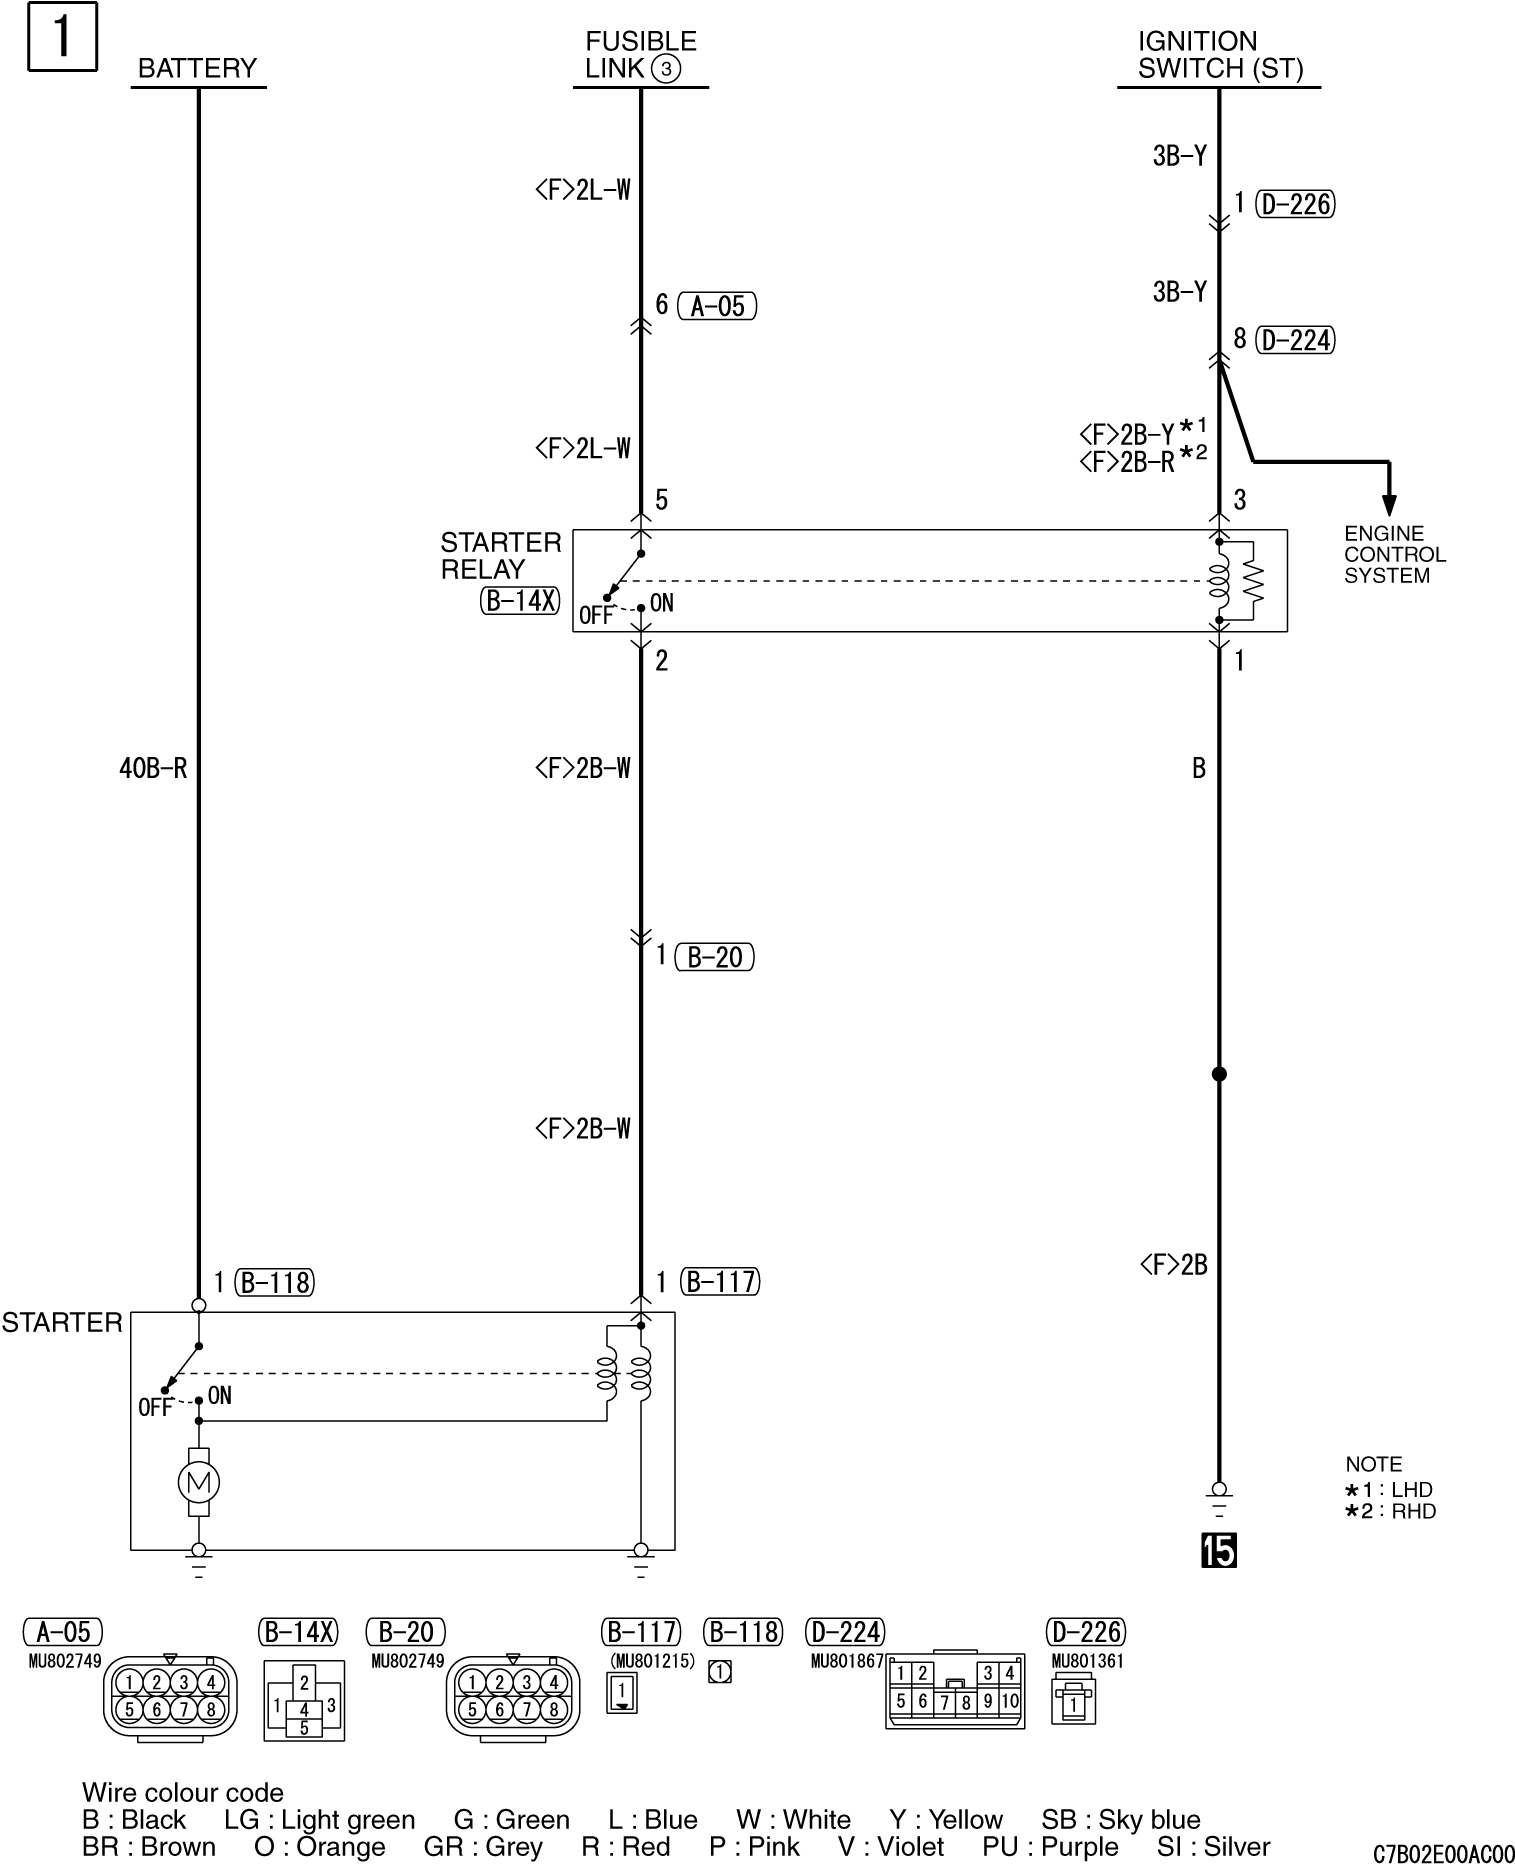 1
BATTERY
FUSIBLE
LINK 3
IGNITION
SWITCH (ST)
3B-Y
<F>2L-W
1 D-226
3B-Y
6 A-05
8 D-224
<F>2L-W
<F>2B-Y*1
<F>2B-R*2
5
3
STARTER
RELAY
B-14X
OFF
ON
ENGINE
CONTROL
SYSTEM
2
1
40B-R
<F>2B-W
B
1 B-20
<F>2B-W
<F>2B
1 B-118
1 B-117
STARTER
OFF
ON
M
NOTE
*1 : LHD
*2 : RHD
15
A-05
MU802749
1 2 3 4
5 6 7 8
B-14X
2
1 4 3
5
B-20
MU802749
1 2 3 4
5 6 7 8
B-117
(MU801215)
1
B-118
1
D-224
MU801867
1 2 3 4
5 6 7 8 9 10
D-226
MU801361
1
Wire colour code
B : Black LG : Light green G : Green L : Blue W : White Y : Yellow SB : Sky blue
BR : Brown O : Orange GR : Grey R : Red P : Pink V : Violet PU : Purple SI : Silver
C7B02E00AC00